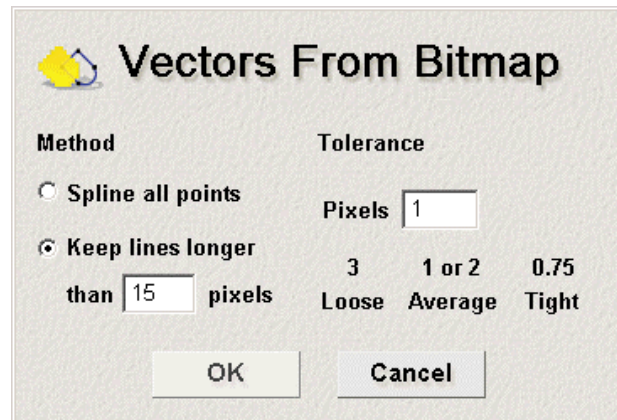 Vectors From Bitmap
Method
Spline all points
Keep lines longer
than 15 pixels
Tolerance
Pixels 1
3 1 or 2 0.75
Loose Average Tight
OK Cancel